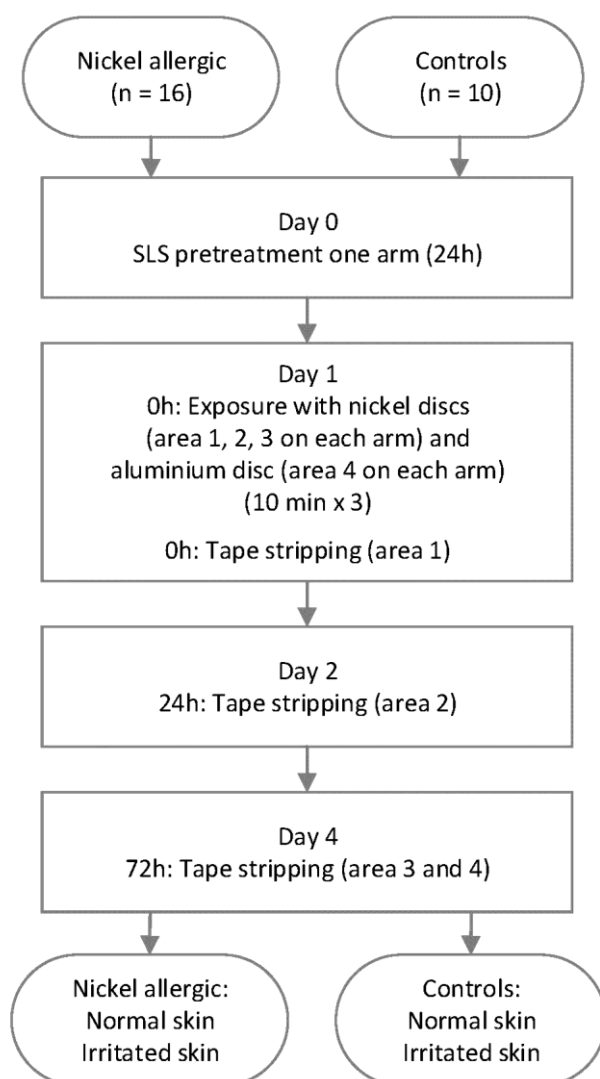 Nickel allergic
(n = 16)
Controls
(n = 10)
Day 0
SLS pretreatment one arm (24h)
Day 1
0h: Exposure with nickel discs
(area 1, 2, 3 on each arm) and
aluminium disc (area 4 on each arm)
(10 min x 3)
0h: Tape stripping (area 1)
Day 2
24h: Tape stripping (area 2)
Day 4
72h: Tape stripping (area 3 and 4)
Nickel allergic:
Normal skin
Irritated skin
Controls:
Normal skin
Irritated skin